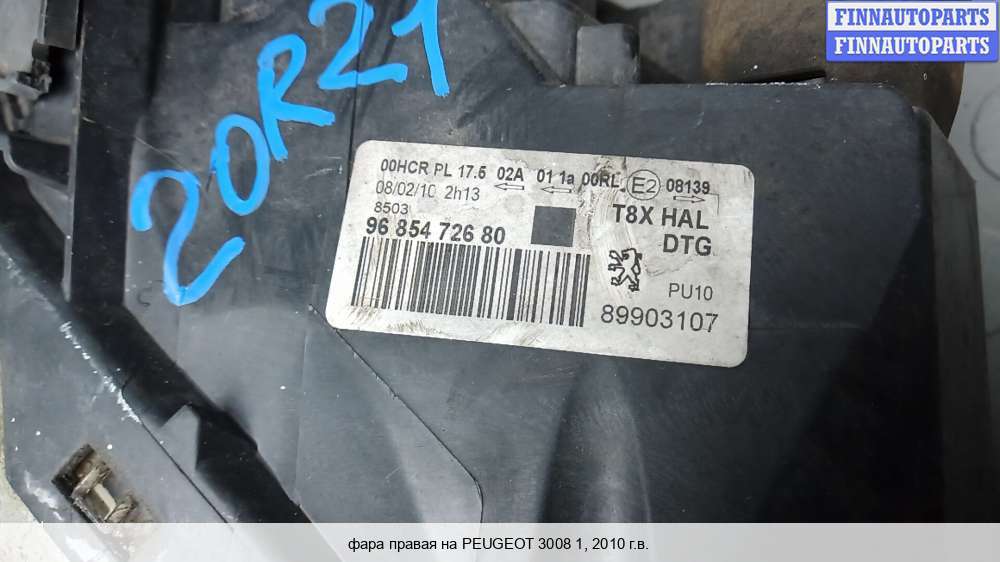 FINNAUTOPARTS
FINNAUTOPARTS
20R21
00HCR PL 17.5 02A 01 1a 00RL E2 08139
08/02/10 2h13
8503
96 854 726 80
T8X HAL
DTG
PU10
89903107
фара правая на PEUGEOT 3008 1, 2010 г.в.